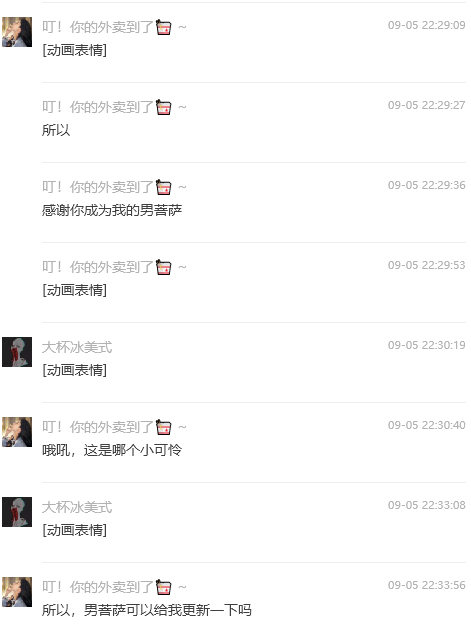 叮！你的外卖到了 ~ 09-05 22:29:09
[动画表情]
叮！你的外卖到了 ~ 09-05 22:29:27
所以
叮！你的外卖到了 ~ 09-05 22:29:36
感谢你成为我的男菩萨
叮！你的外卖到了 ~ 09-05 22:29:53
[动画表情]
大杯冰美式 09-05 22:30:19
[动画表情]
叮！你的外卖到了 ~ 09-05 22:30:40
哦吼，这是哪个小可怜
大杯冰美式 09-05 22:33:08
[动画表情]
叮！你的外卖到了 ~ 09-05 22:33:56
所以，男菩萨可以给我更新一下吗